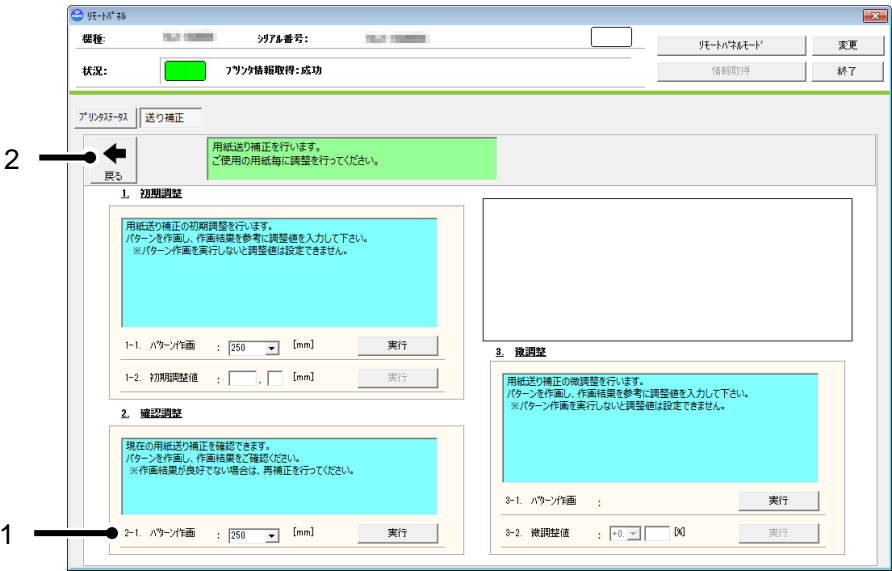 リモートパネル
機種:
シリアル番号:
リモートパネルモード
変更
状況:
プリンタ情報取得:成功
情報取得
終了
プリンタステータス
送り補正
2
戻る
用紙送り補正を行います。
ご使用の用紙毎に調整を行ってください。
1. 初期調整
用紙送り補正の初期調整を行います。
パターンを作画し、作画結果を参考に調整値を入力して下さい。
※パターン作画を実行しないと調整値は設定できません。
1-1. パターン作画 : 250 [mm] 実行
1-2. 初期調整値 : . [mm] 実行
2. 確認調整
現在の用紙送り補正を確認できます。
パターンを作画し、作画結果をご確認ください。
※作画結果が良好でない場合は、再補正を行ってください。
1
2-1. パターン作画 : 250 [mm] 実行
3. 微調整
用紙送り補正の微調整を行います。
パターンを作画し、作画結果を参考に調整値を入力して下さい。
※パターン作画を実行しないと調整値は設定できません。
3-1. パターン作画 : 実行
3-2. 微調整値 : +0. [%] 実行